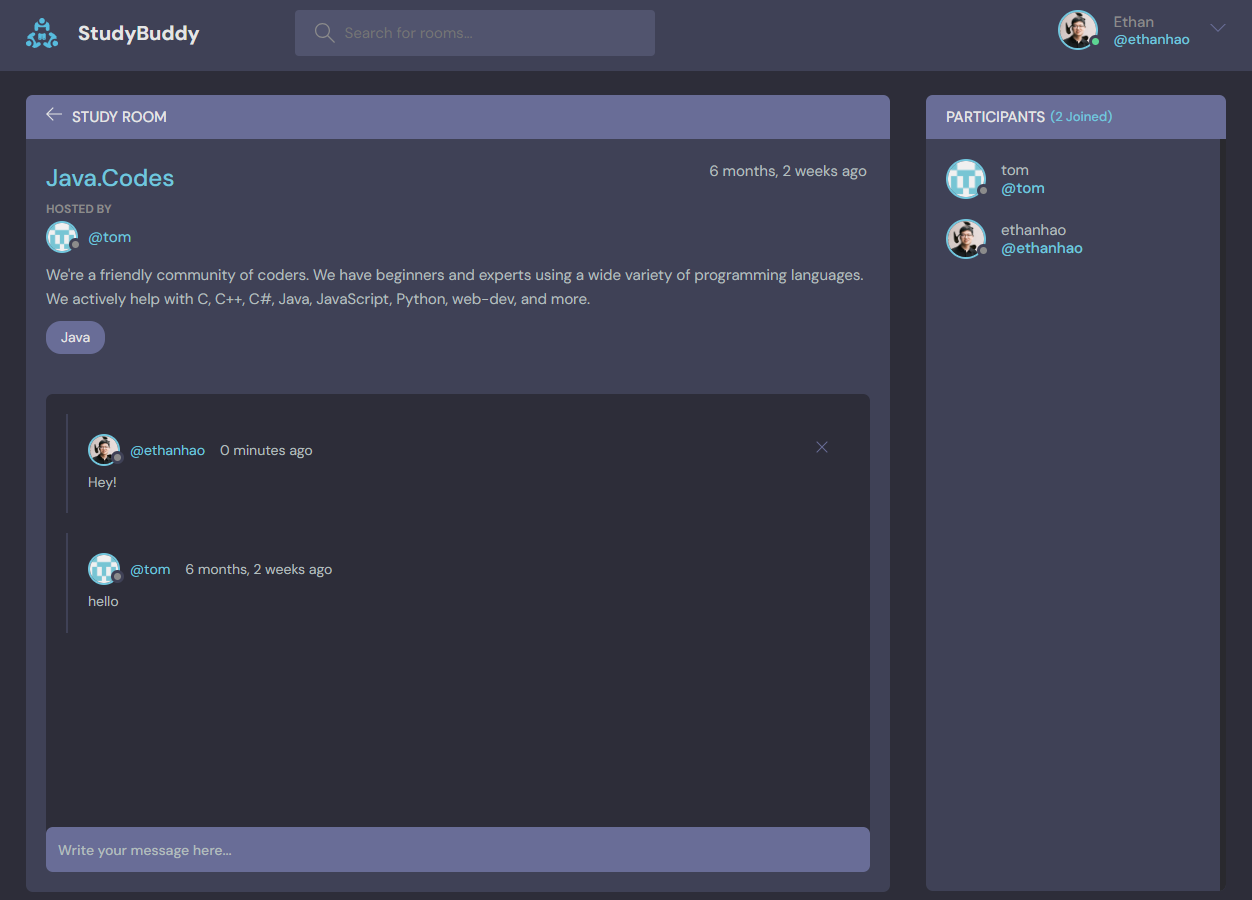 StudyBuddy
Search for rooms...
Ethan
@ethanhao
STUDY ROOM
Java.Codes
6 months, 2 weeks ago
HOSTED BY
@tom
We're a friendly community of coders. We have beginners and experts using a wide variety of programming languages.
We actively help with C, C++, C#, Java, JavaScript, Python, web-dev, and more.
Java
@ethanhao 0 minutes ago
Hey!
@tom 6 months, 2 weeks ago
hello
Write your message here...
PARTICIPANTS (2 Joined)
tom
@tom
ethanhao
@ethanhao